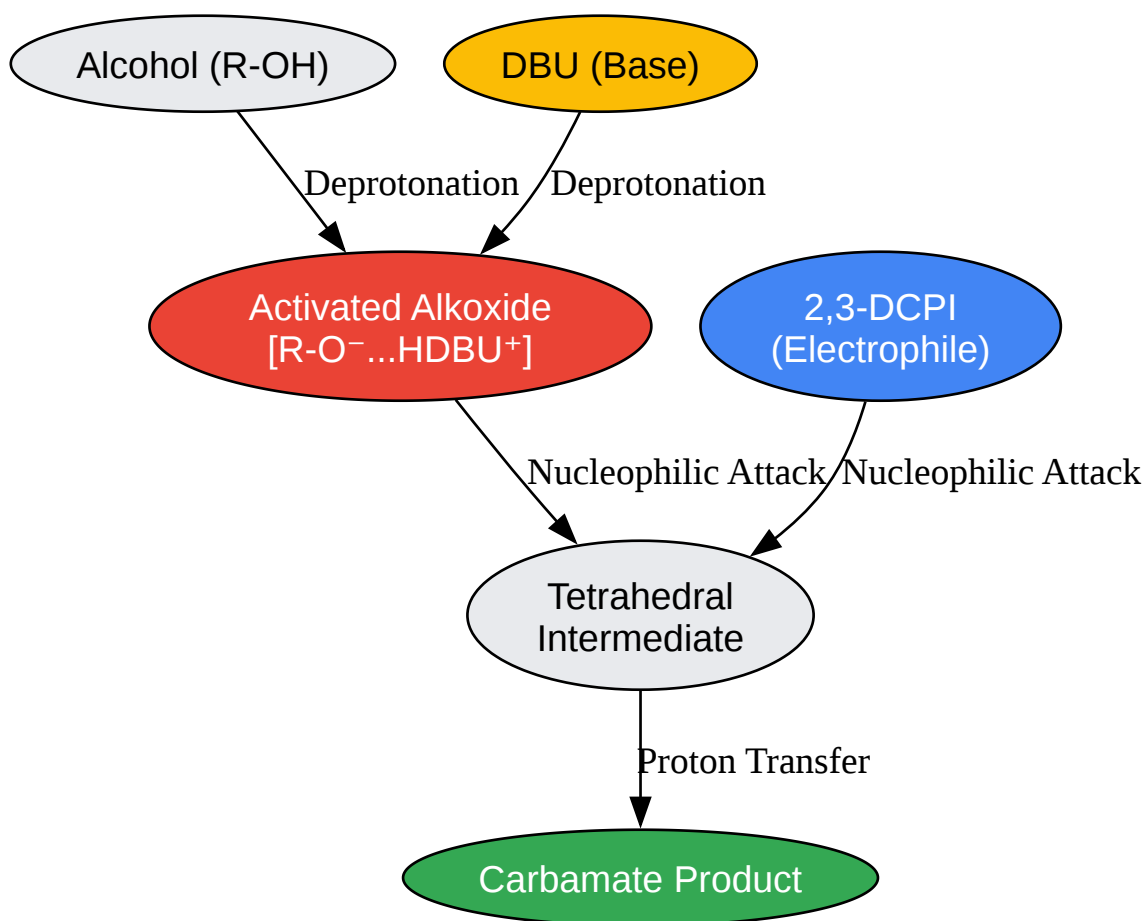 Alcohol (R-OH)
DBU (Base)
Deprotonation
Deprotonation
Activated Alkoxide
[R-O⁻...HDBU⁺]
2,3-DCPI
(Electrophile)
Nucleophilic Attack
Nucleophilic Attack
Tetrahedral
Intermediate
Proton Transfer
Carbamate Product